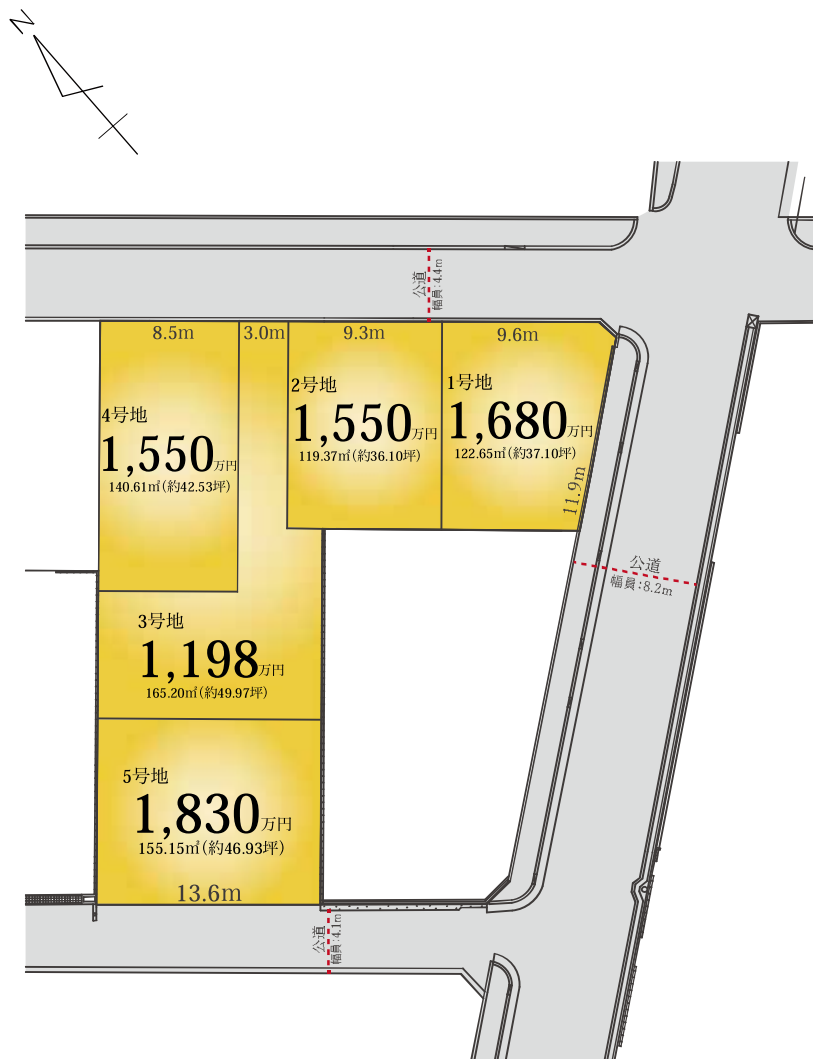 N
公道
幅員：4.4m
8.5m
3.0m
9.3m
9.6m
4号地
1,550万円
140.61㎡（約42.53坪）
2号地
1,550万円
119.37㎡（約36.10坪）
1号地
1,680万円
122.65㎡（約37.10坪）
11.9m
公道
幅員：8.2m
3号地
1,198万円
165.20㎡（約49.97坪）
5号地
1,830万円
155.15㎡（約46.93坪）
13.6m
公道
幅員：4.1m